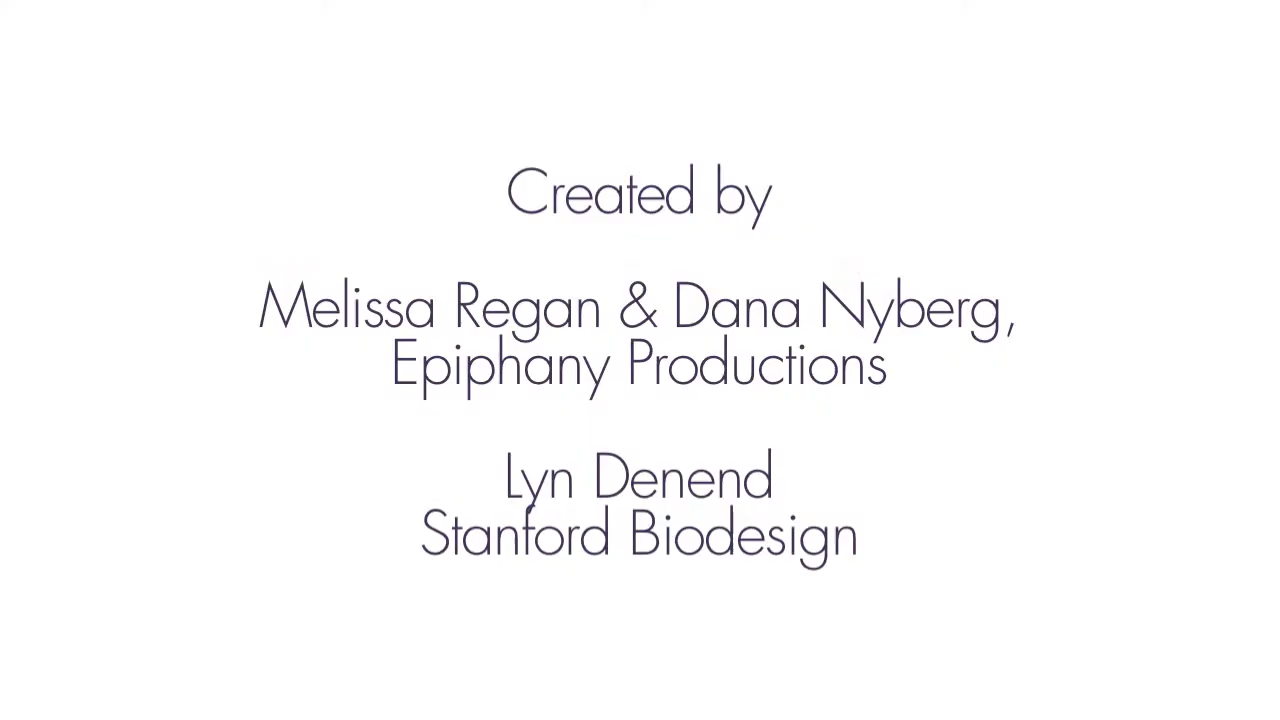 Created by
Melissa Regan & Dana Nyberg,
Epiphany Productions
Lyn Denend
Stanford Biodesign